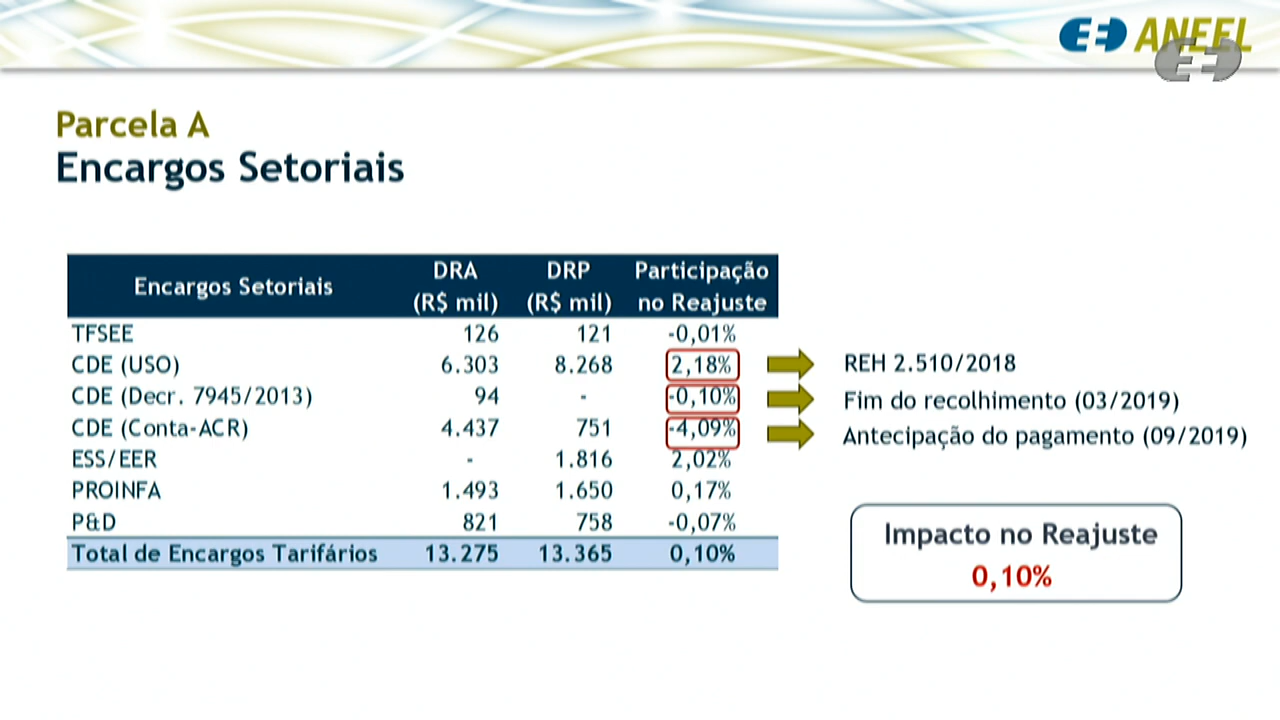 ANEEL
Parcela A
Encargos Setoriais
Encargos Setoriais DRA (R$ mil) DRP (R$ mil) Participação no Reajuste
TFSEE 126 121 -0,01%
CDE (USO) 6.303 8.268 2,18% REH 2.510/2018
CDE (Decr. 7945/2013) 94 - -0,10% Fim do recolhimento (03/2019)
CDE (Conta-ACR) 4.437 751 -4,09% Antecipação do pagamento (09/2019)
ESS/EER - 1.816 2,02%
PROINFA 1.493 1.650 0,17%
P&D 821 758 -0,07%
Total de Encargos Tarifários 13.275 13.365 0,10%
Impacto no Reajuste
0,10%